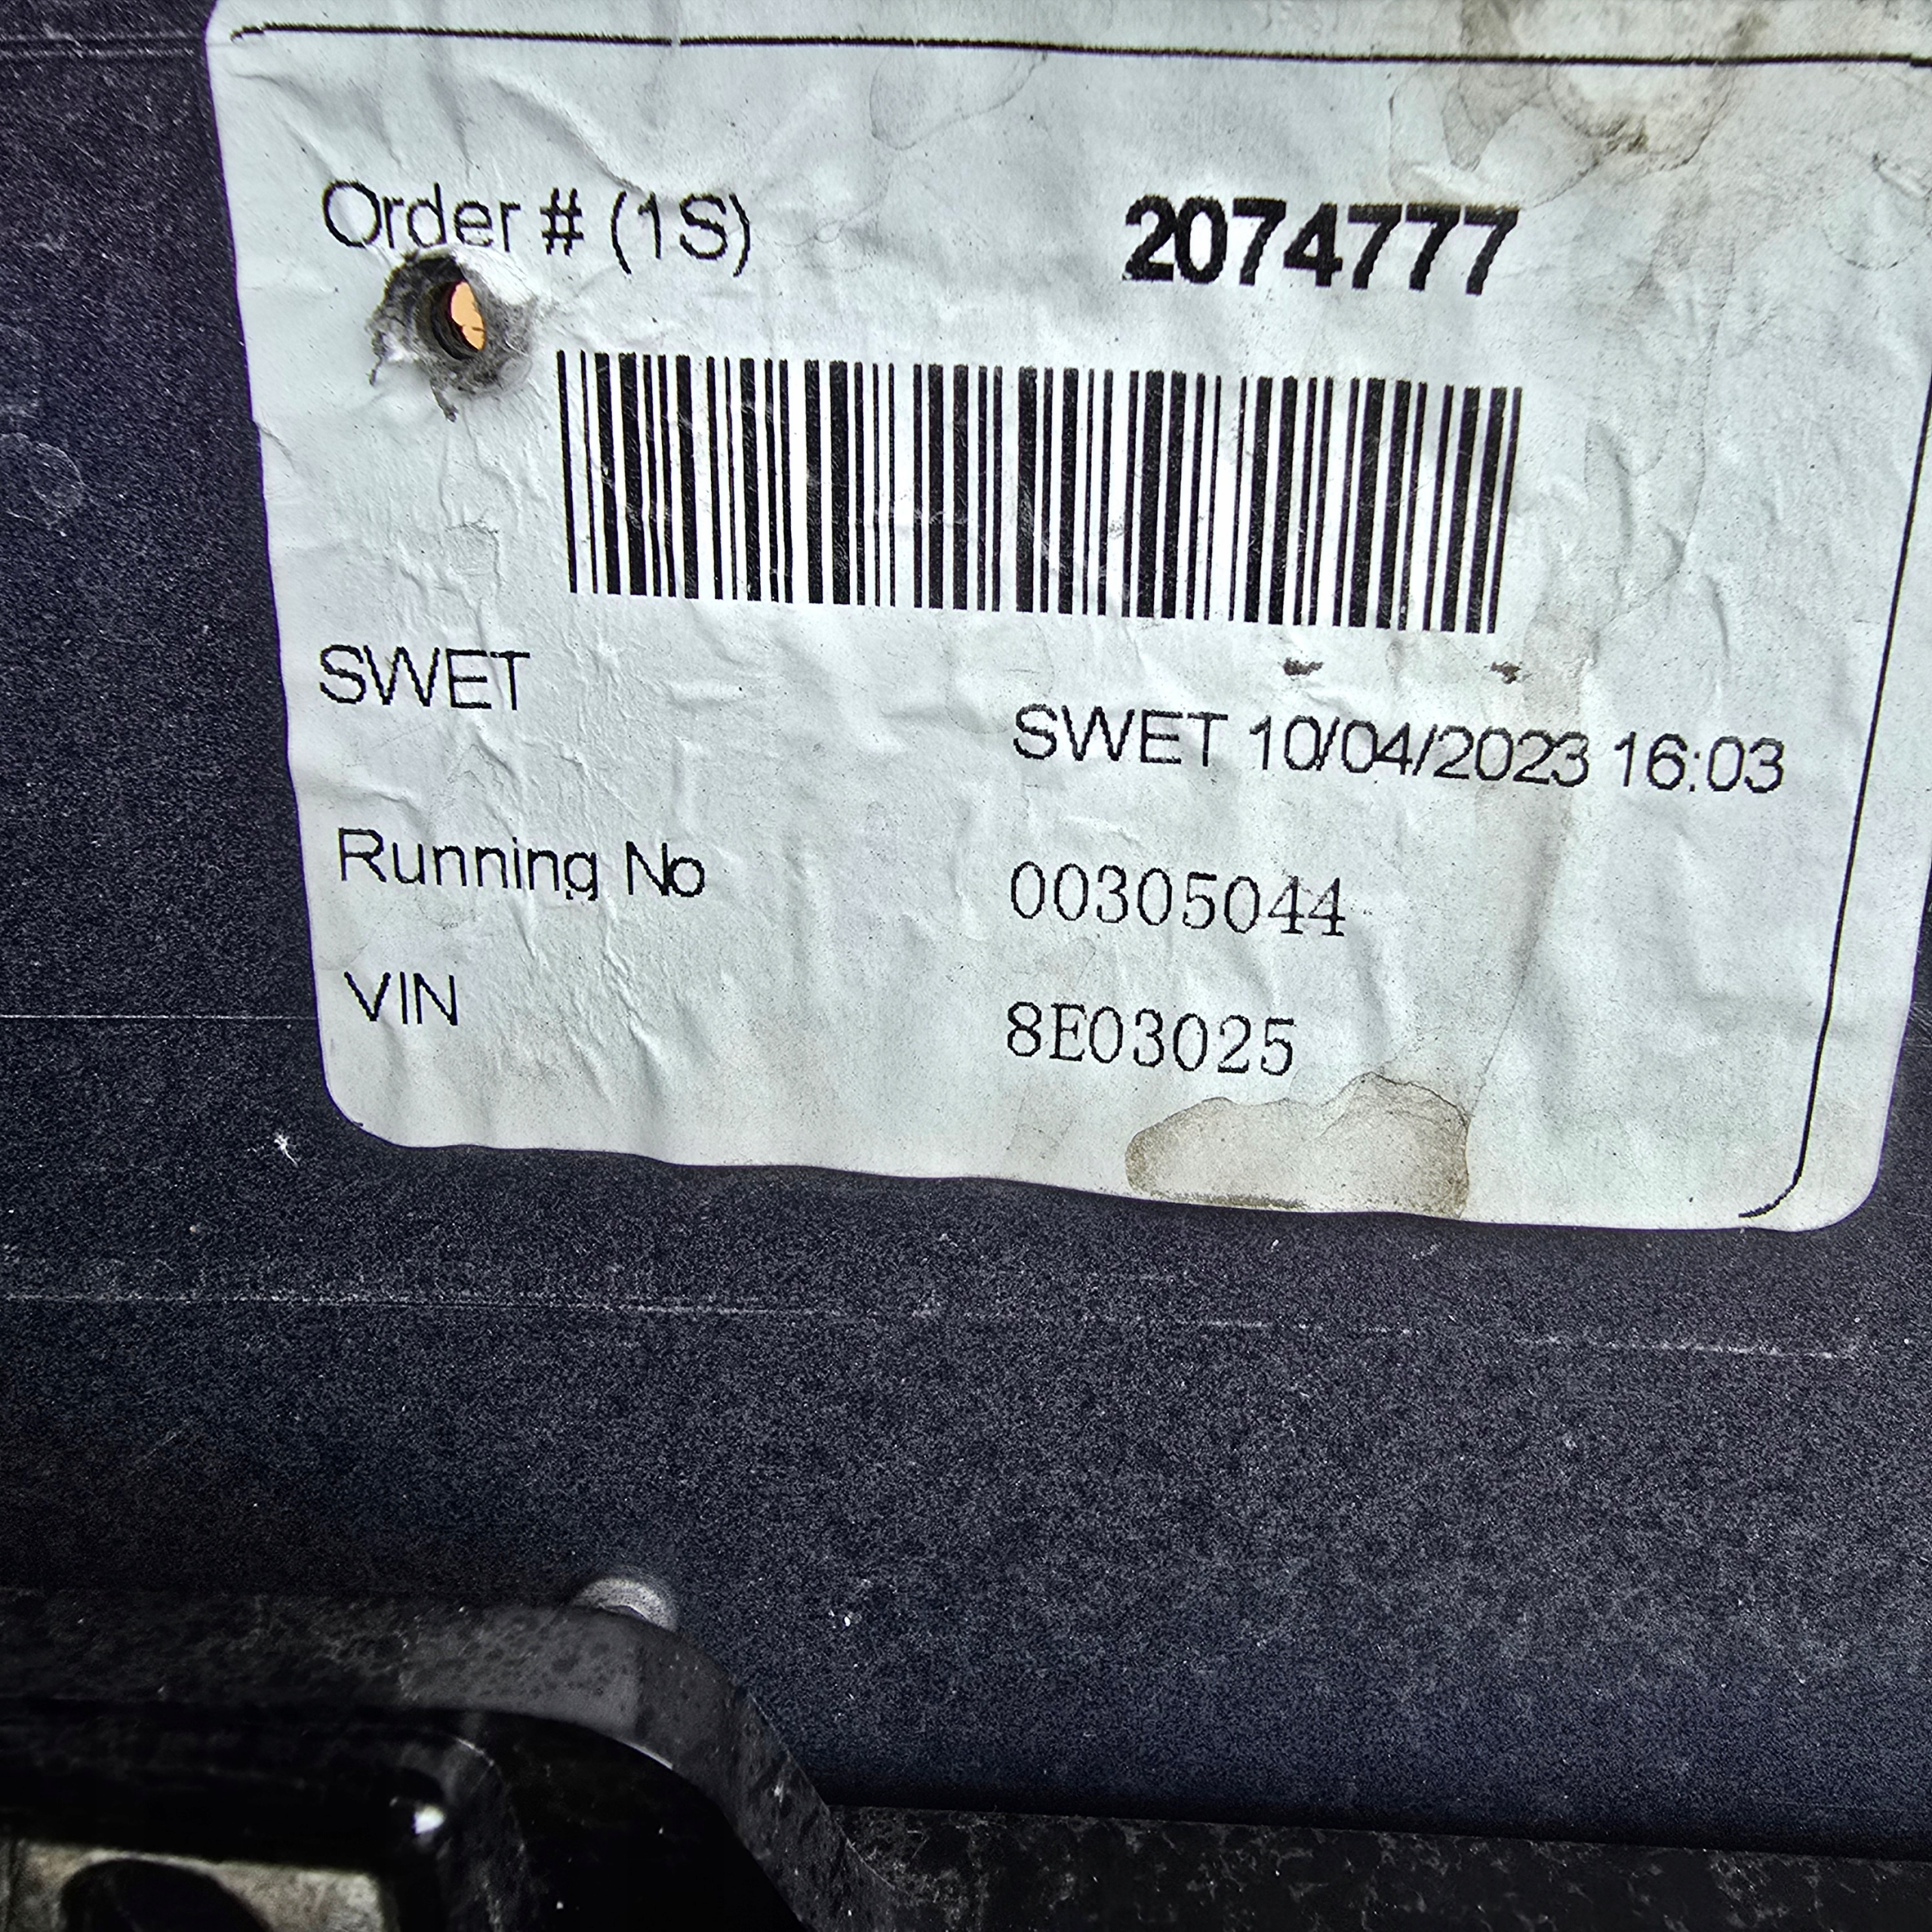 Order # (1S) 2074777
SWET
SWET 10/04/2023 16:03
Running No 00305044
VIN 8E03025